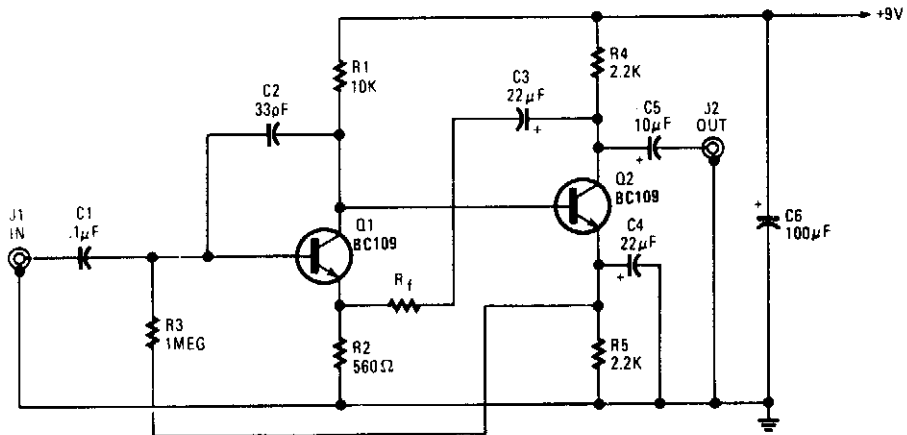 +9V
R1
10K
R4
2.2K
C3
22µF
+
C2
33pF
C5
10µF
+
J2
OUT
Q2
BC109
J1
IN
C1
.1µF
Q1
BC109
C4
22µF
+
+
C6
100µF
Rf
R3
1MEG
R2
560Ω
R5
2.2K